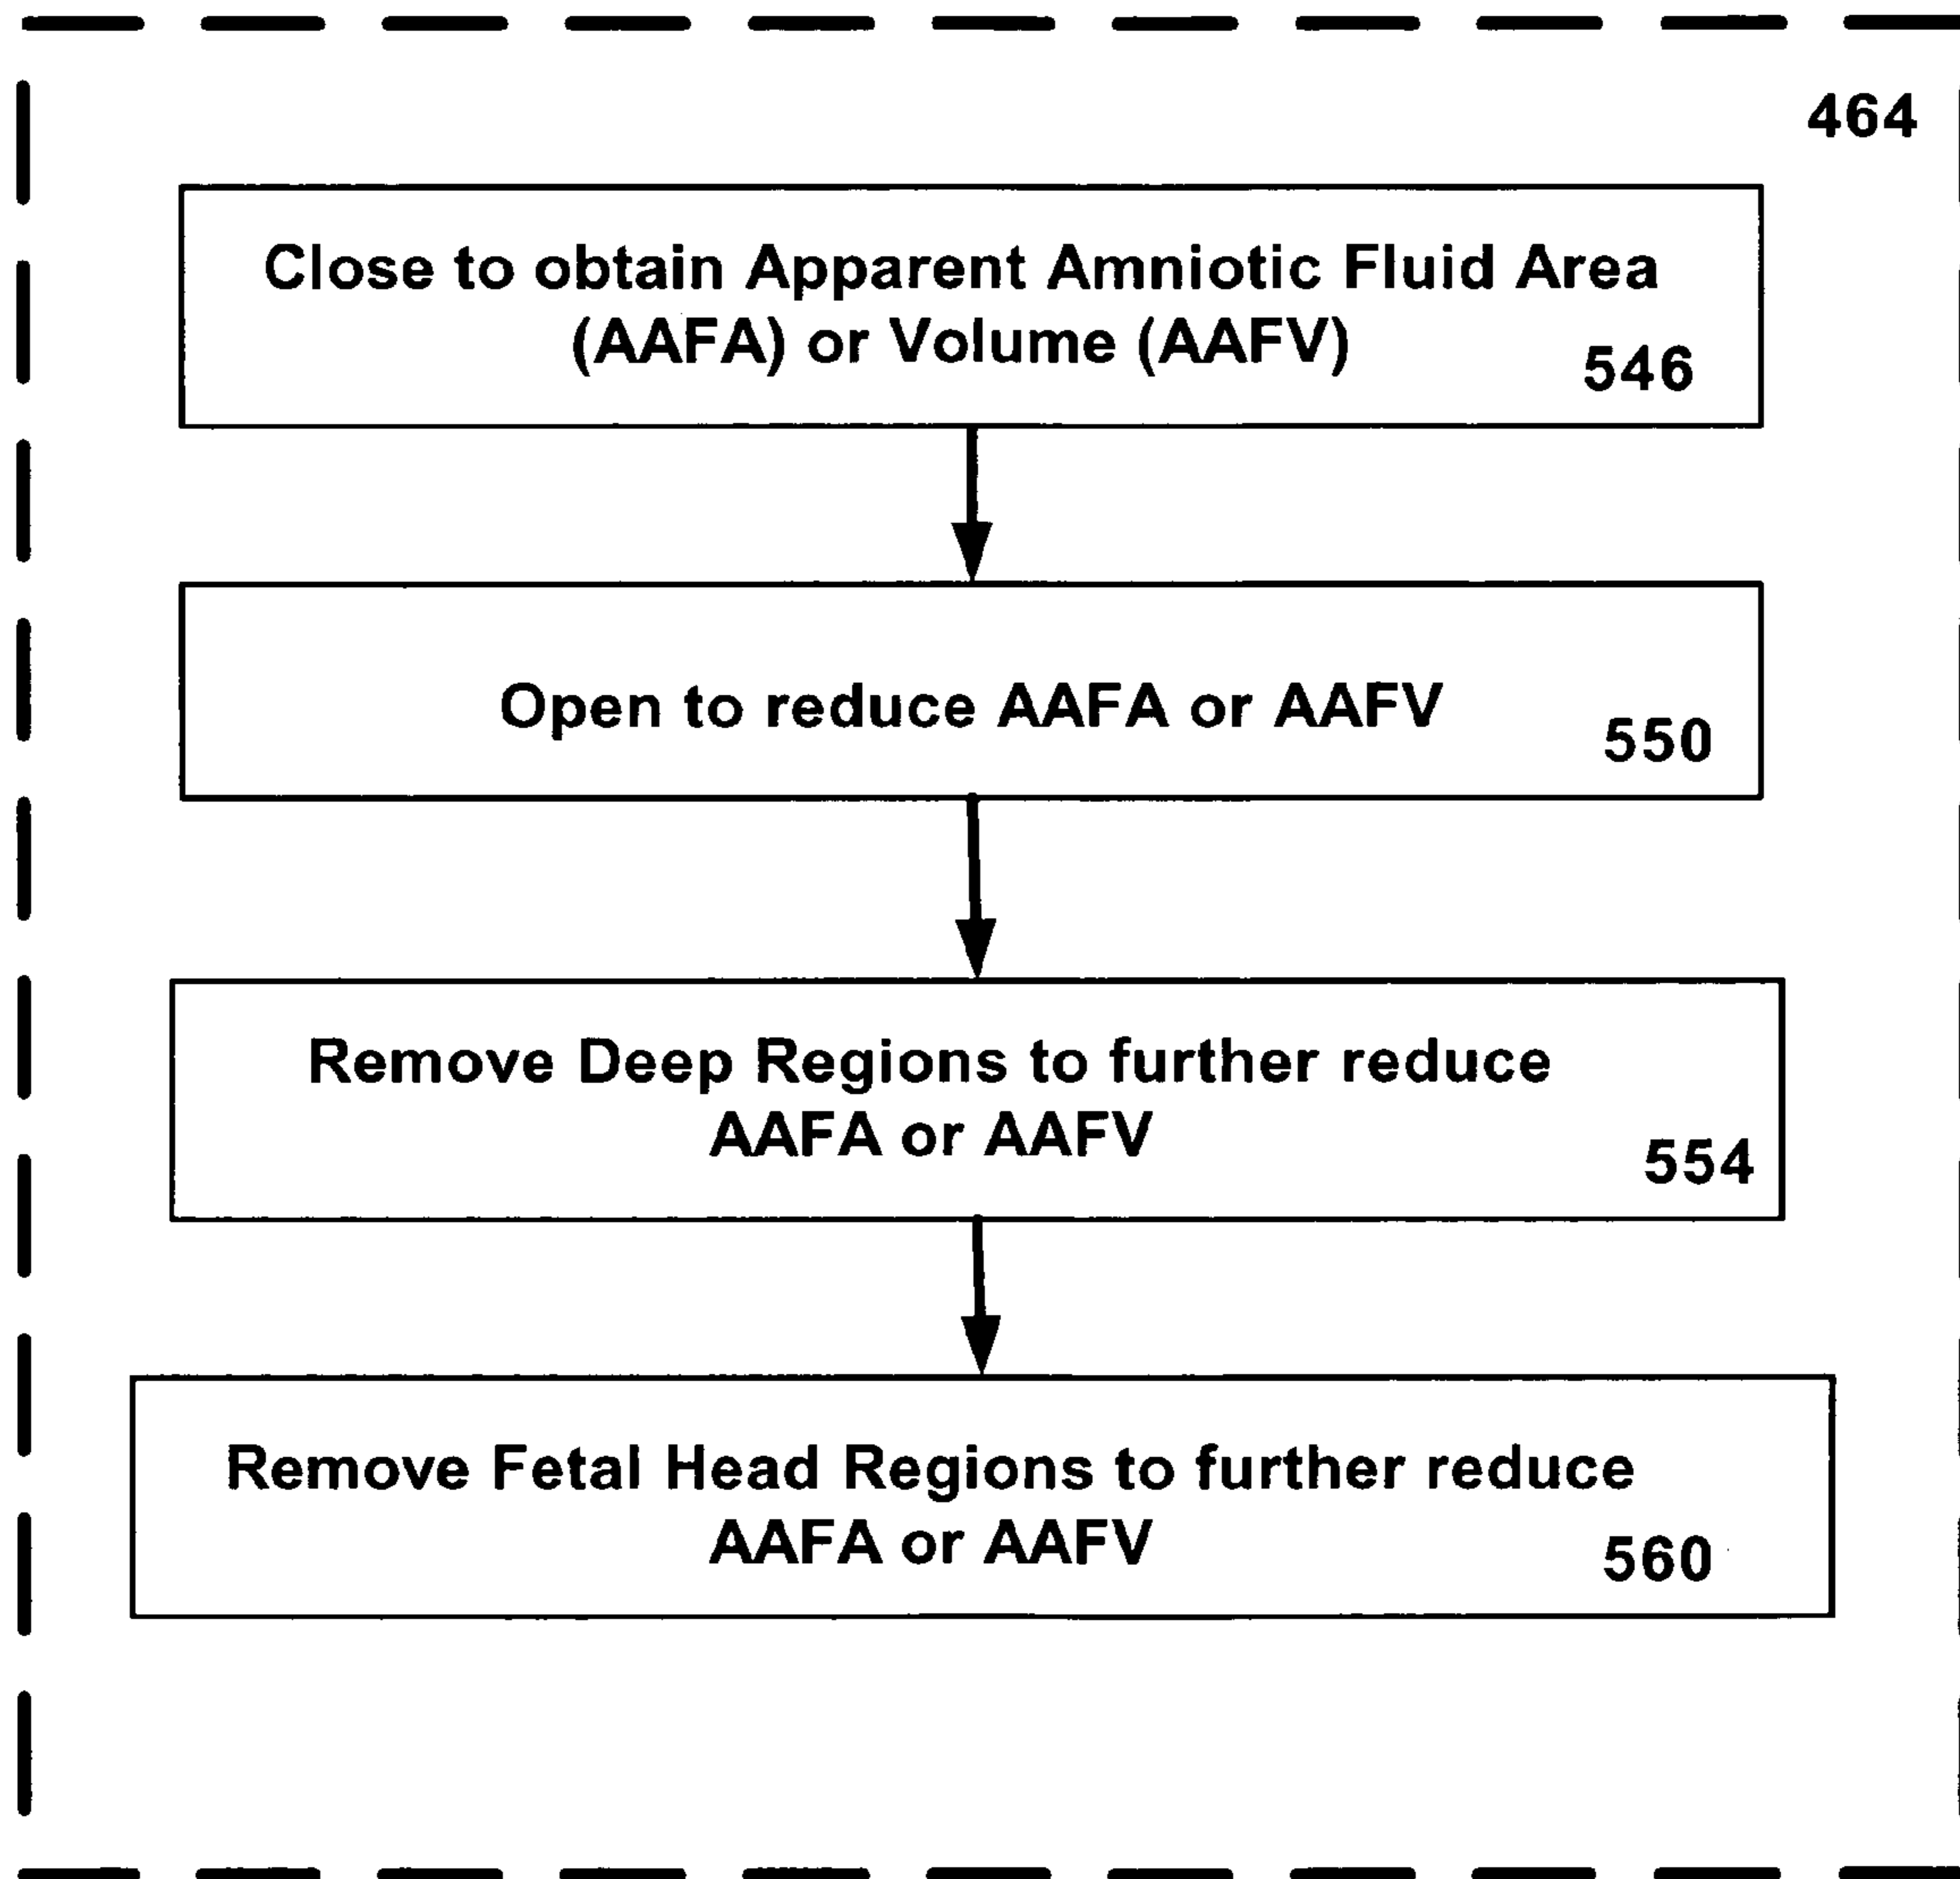 464
Close to obtain Apparent Amniotic Fluid Area
(AAFA) or Volume (AAFV)
546
Open to reduce AAFA or AAFV
550
Remove Deep Regions to further reduce
AAFA or AAFV
554
Remove Fetal Head Regions to further reduce
AAFA or AAFV
560